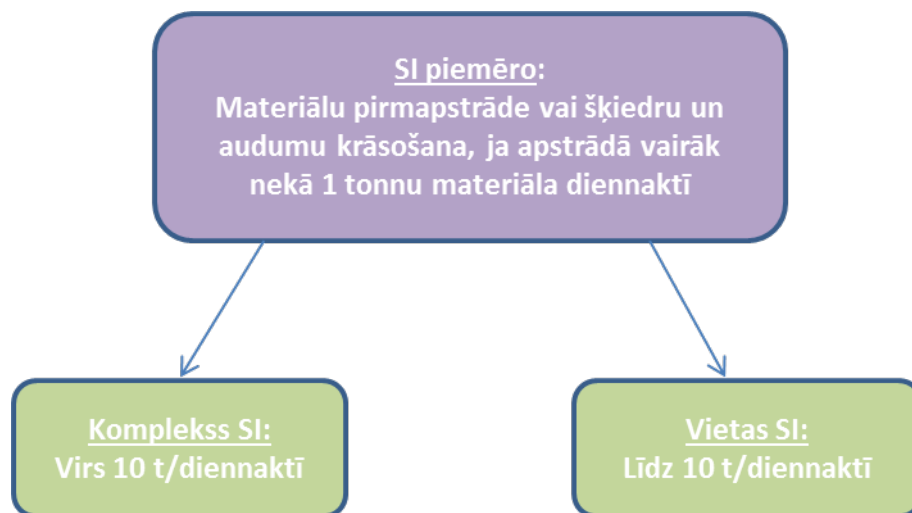 SI piemēro:
Materiālu pirmapstrāde vai šķiedru un
audumu krāsošana, ja apstrādā vairāk
nekā 1 tonnu materiāla diennaktī
Komplekss SI:
Virs 10 t/diennaktī
Vietas SI:
Līdz 10 t/diennaktī